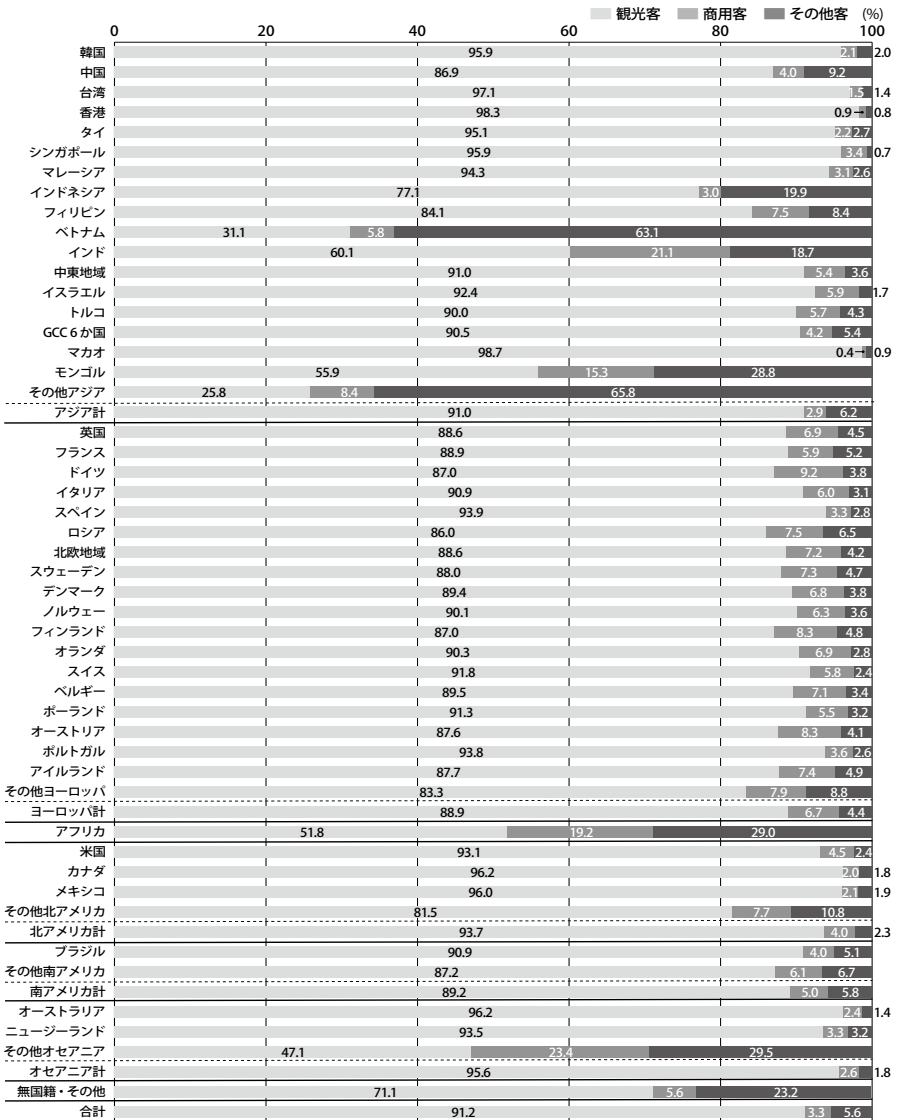 観光客 商用客 その他客 (%)
0 20 40 60 80 100
韓国 95.9 2.1 2.0
中国 86.9 4.0 9.2
台湾 97.1 1.5 1.4
香港 98.3 0.9→ 0.8
タイ 95.1 2.2 2.7
シンガポール 95.9 3.4 0.7
マレーシア 94.3 3.1 2.6
インドネシア 77.1 3.0 19.9
フィリピン 84.1 7.5 8.4
ベトナム 31.1 5.8 63.1
インド 60.1 21.1 18.7
中東地域 91.0 5.4 3.6
イスラエル 92.4 5.9 1.7
トルコ 90.0 5.7 4.3
GCC 6か国 90.5 4.2 5.4
マカオ 98.7 0.4→ 0.9
モンゴル 55.9 15.3 28.8
その他アジア 25.8 8.4 65.8
アジア計 91.0 2.9 6.2
英国 88.6 6.9 4.5
フランス 88.9 5.9 5.2
ドイツ 87.0 9.2 3.8
イタリア 90.9 6.0 3.1
スペイン 93.9 3.3 2.8
ロシア 86.0 7.5 6.5
北欧地域 88.6 7.2 4.2
スウェーデン 88.0 7.3 4.7
デンマーク 89.4 6.8 3.8
ノルウェー 90.1 6.3 3.6
フィンランド 87.0 8.3 4.8
オランダ 90.3 6.9 2.8
スイス 91.8 5.8 2.4
ベルギー 89.5 7.1 3.4
ポーランド 91.3 5.5 3.2
オーストリア 87.6 8.3 4.1
ポルトガル 93.8 3.6 2.6
アイルランド 87.7 7.4 4.9
その他ヨーロッパ 83.3 7.9 8.8
ヨーロッパ計 88.9 6.7 4.4
アフリカ 51.8 19.2 29.0
米国 93.1 4.5 2.4
カナダ 96.2 2.0 1.8
メキシコ 96.0 2.1 1.9
その他北アメリカ 81.5 7.7 10.8
北アメリカ計 93.7 4.0 2.3
ブラジル 90.9 4.0 5.1
その他南アメリカ 87.2 6.1 6.7
南アメリカ計 89.2 5.0 5.8
オーストラリア 96.2 2.4 1.4
ニュージーランド 93.5 3.3 3.2
その他オセアニア 47.1 23.4 29.5
オセアニア計 95.6 2.6 1.8
無国籍・その他 71.1 5.6 23.2
合計 91.2 3.3 5.6